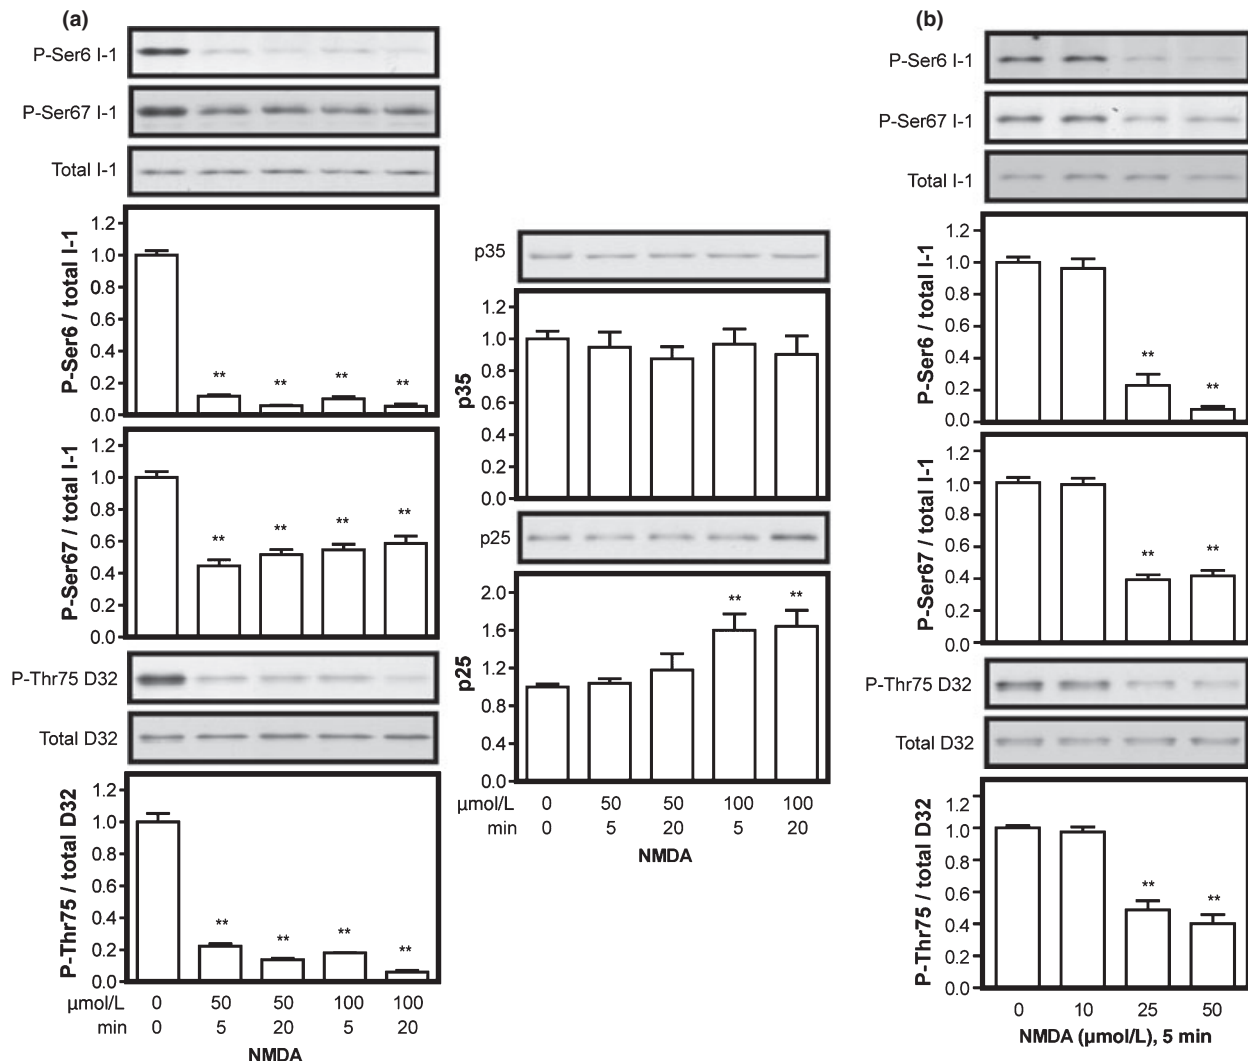 (a)
P-Ser6 I-1
P-Ser67 I-1
Total I-1
P-Ser6 / total I-1
1.2
1.0
0.8
0.6
0.4
0.2
0.0
** ** ** **
P-Ser67 / total I-1
1.2
1.0
0.8
0.6
0.4
0.2
0.0
** ** ** **
P-Thr75 D32
Total D32
P-Thr75 / total D32
1.2
1.0
0.8
0.6
0.4
0.2
0.0
** ** ** **
µmol/L 0 50 50 100 100
min 0 5 20 5 20
NMDA
p35
p35
1.2
1.0
0.8
0.6
0.4
0.2
0.0
p25
p25
2.0
1.6
1.2
0.8
0.4
0.0
** **
µmol/L 0 50 50 100 100
min 0 5 20 5 20
NMDA
(b)
P-Ser6 I-1
P-Ser67 I-1
Total I-1
P-Ser6 / total I-1
1.2
1.0
0.8
0.6
0.4
0.2
0.0
** **
P-Ser67 / total I-1
1.2
1.0
0.8
0.6
0.4
0.2
0.0
** **
P-Thr75 D32
Total D32
P-Thr75 / total D32
1.2
1.0
0.8
0.6
0.4
0.2
0.0
** **
0 10 25 50
NMDA (µmol/L), 5 min